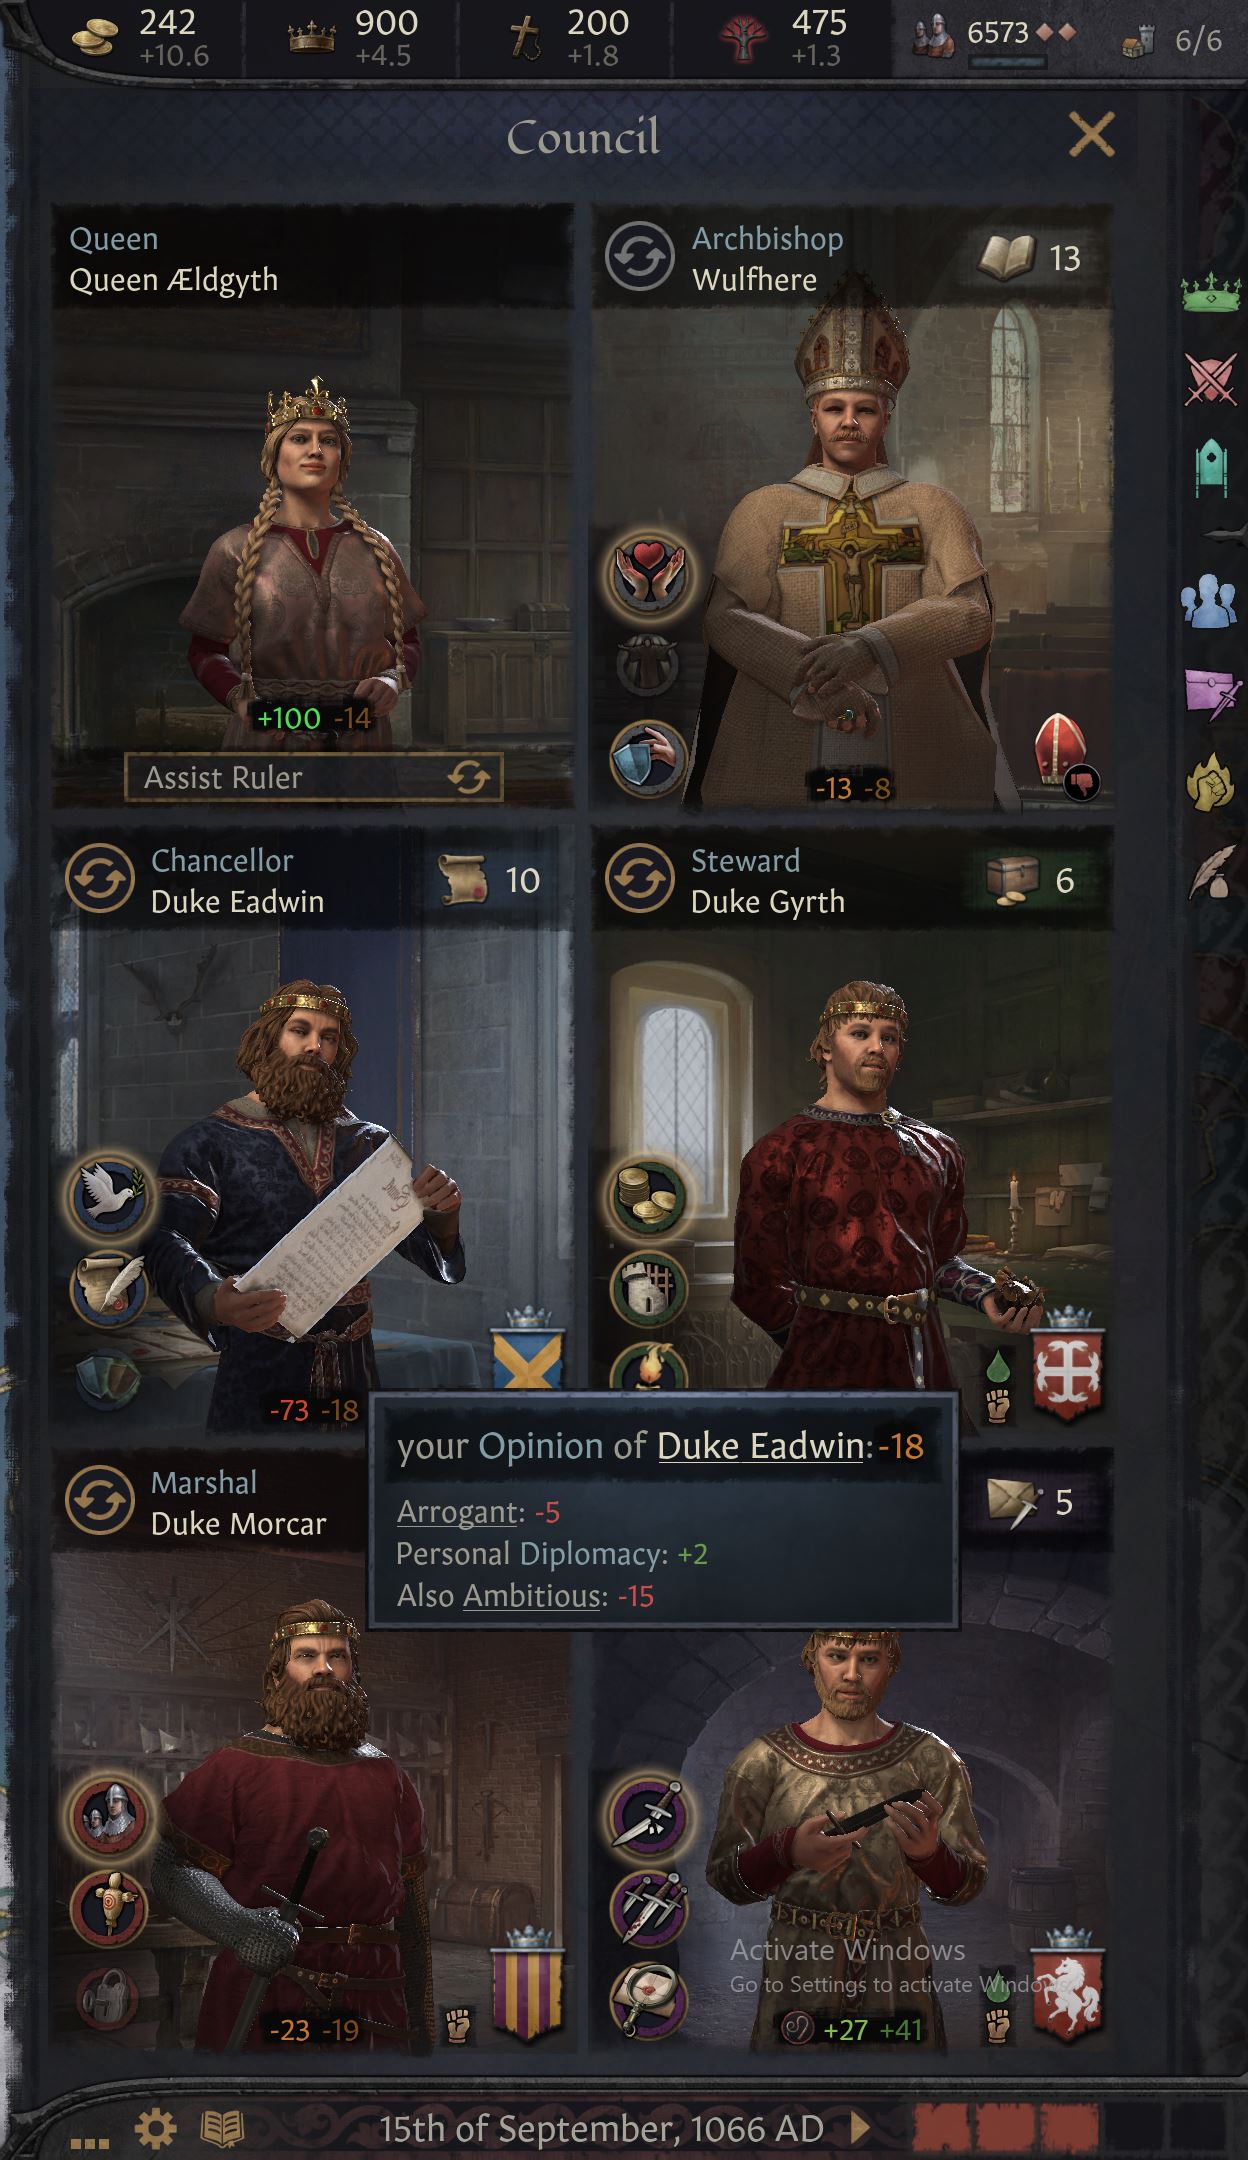 242 900 200 475 6573 6/6
+10.6 +4.5 +1.8 +1.3
Council
Queen
Queen Ældgyth
+100 -14
Assist Ruler
Archbishop
Wulfhere
13
-13 -8
Chancellor
Duke Eadwin
10
-73 -18
Steward
Duke Gyrth
6
your Opinion of Duke Eadwin: -18
Arrogant: -5
Personal Diplomacy: +2
Also Ambitious: -15
Marshal
Duke Morcar
-23 -19
5
+27 +41
Activate Windows
Go to Settings to activate Windows
15th of September, 1066 AD